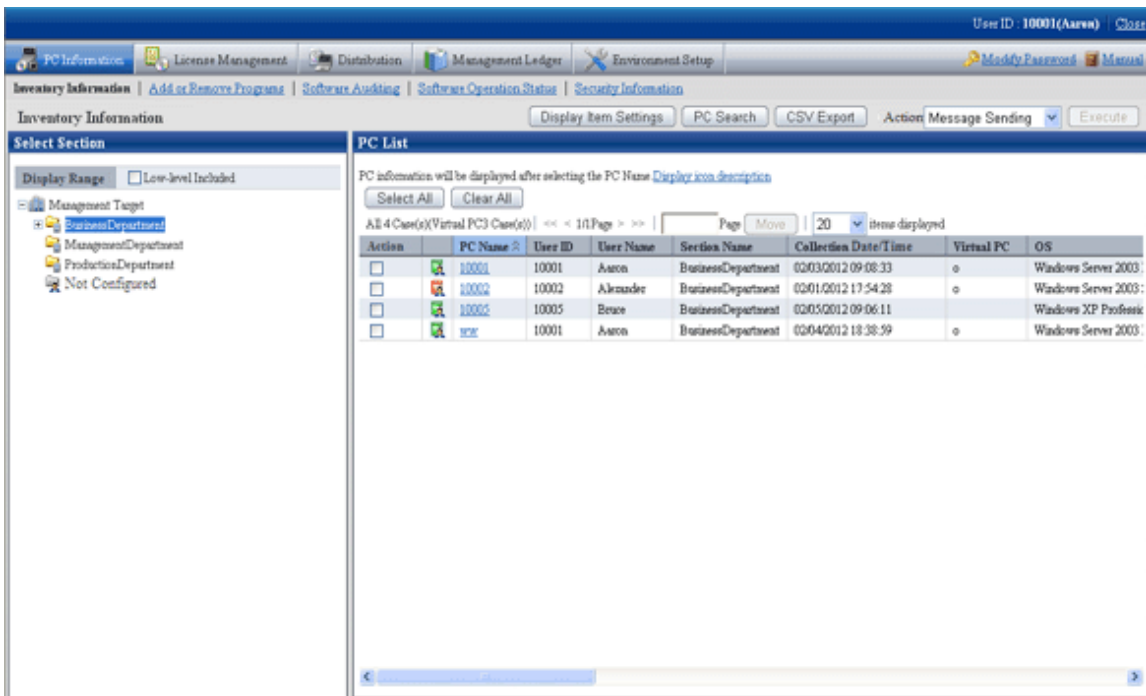 User ID : 10001(Aaron) Close
PC Information License Management Distribution Management Ledger Environment Setup Modify Password Manual
Inventory Information | Add or Remove Programs | Software Auditing | Software Operation Status | Security Information
Inventory Information Display Item Settings PC Search CSV Export Action Message Sending Execute
Select Section PC List
Display Range Low-level Included
PC information will be displayed after selecting the PC Name.Display icon description
Select All Clear All
Management Target
BusinessDepartment
ManagementDepartment
ProductionDepartment
Not Configured
All 4 Case(s)(Virtual PC3 Case(s)) | << < 1/1Page > >> | Page Move | 20 items displayed
Action PC Name User ID User Name Section Name Collection Date/Time Virtual PC OS
10001 10001 Aaron BusinessDepartment 02/03/2012 09:08:33 o Windows Server 2003
10002 10002 Alexander BusinessDepartment 02/01/2012 17:54:28 o Windows Server 2003
10005 10005 Bruce BusinessDepartment 02/05/2012 09:06:11 Windows XP Professio
ww 10001 Aaron BusinessDepartment 02/04/2012 18:38:59 o Windows Server 2003